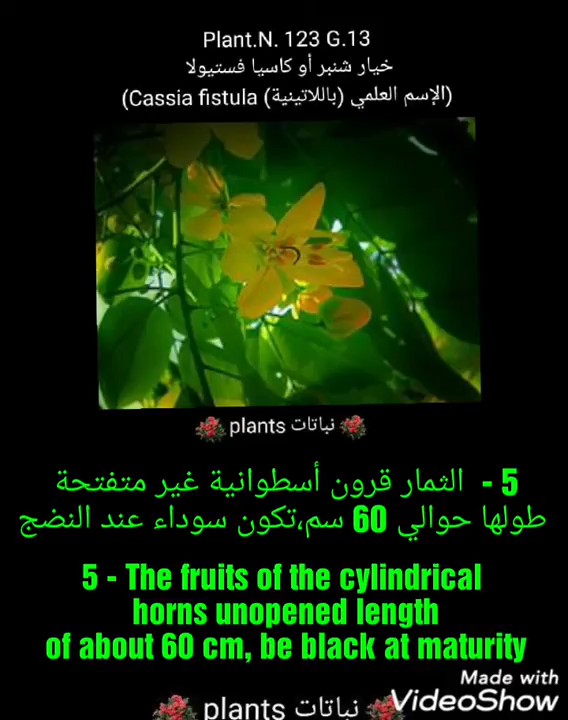 Plant.N. 123 G.13
خيار شنبر أو كاسيا فستيولا
(الإسم العلمي (باللاتينية) Cassia fistula)
نباتات plants
5 - الثمار قرون أسطوانية غير متفتحة
طولها حوالي 60 سم،تكون سوداء عند النضج
5 - The fruits of the cylindrical
horns unopened length
of about 60 cm, be black at maturity
Made with
VideoShow
نباتات plants